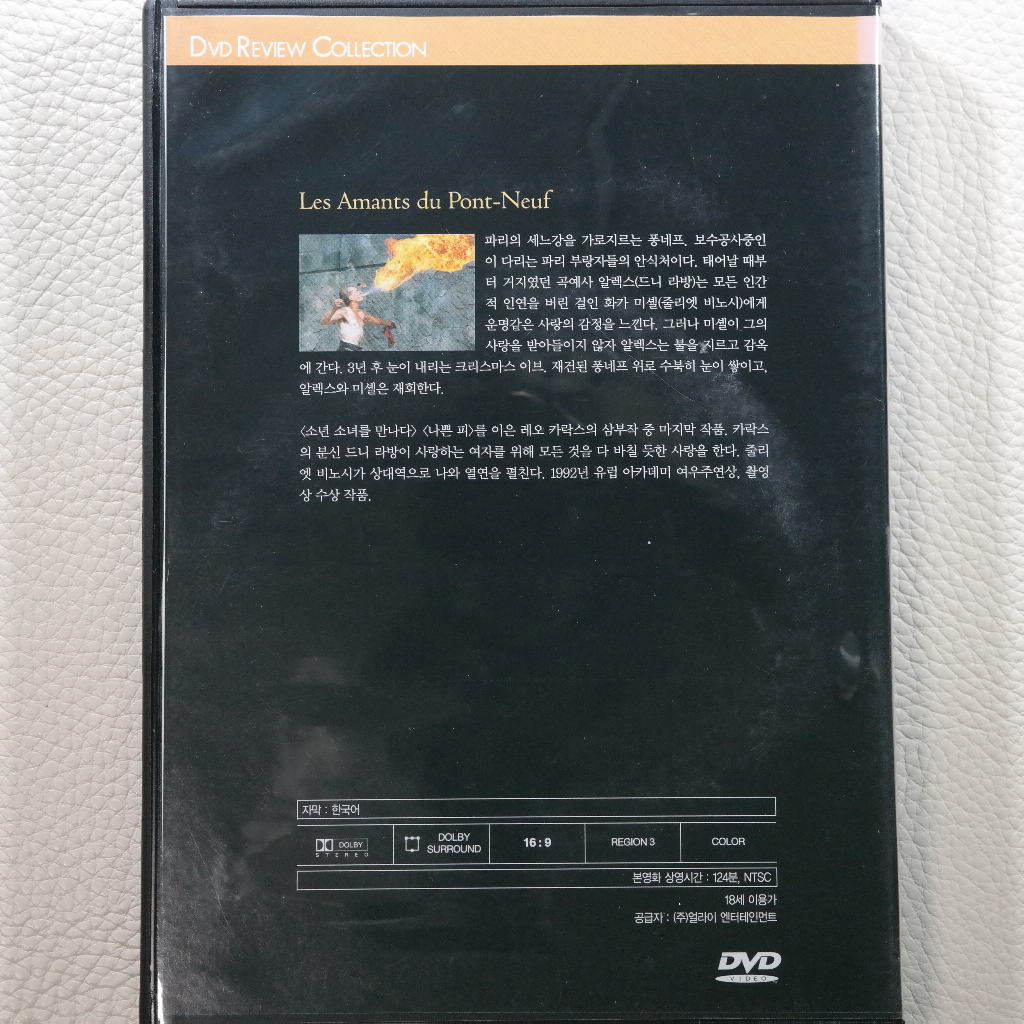 DVD REVIEW COLLECTION
Les Amants du Pont-Neuf
파리의 세느강을 가로지르는 퐁네프. 보수공사중인
이 다리는 파리 부랑자들의 안식처이다. 태어날 때부
터 거지였던 곡예사 알렉스(드니 라방)는 모든 인간
적 인연을 버린 걸인 화가 미셸(줄리엣 비노시)에게
운명같은 사랑의 감정을 느낀다. 그러나 미셸이 그의
사랑을 받아들이지 않자 알렉스는 불을 지르고 감옥
에 간다. 3년 후 눈이 내리는 크리스마스 이브. 재건된 퐁네프 위로 수북히 눈이 쌓이고,
알렉스와 미셸은 재회한다.
<소년 소녀를 만나다> <나쁜 피>를 이은 레오 카락스의 삼부작 중 마지막 작품. 카락스
의 분신 드니 라방이 사랑하는 여자를 위해 모든 것을 다 바칠 듯한 사랑을 한다. 줄리
엣 비노시가 상대역으로 나와 열연을 펼친다. 1992년 유럽 아카데미 여우주연상, 촬영
상 수상 작품.
자막 : 한국어
DOLBY
STEREO
DOLBY
SURROUND
16 : 9
REGION 3
COLOR
본영화 상영시간 : 124분, NTSC
18세 이용가
공급자 : (주)얼라이 엔터테인먼트
DVD
VIDEO